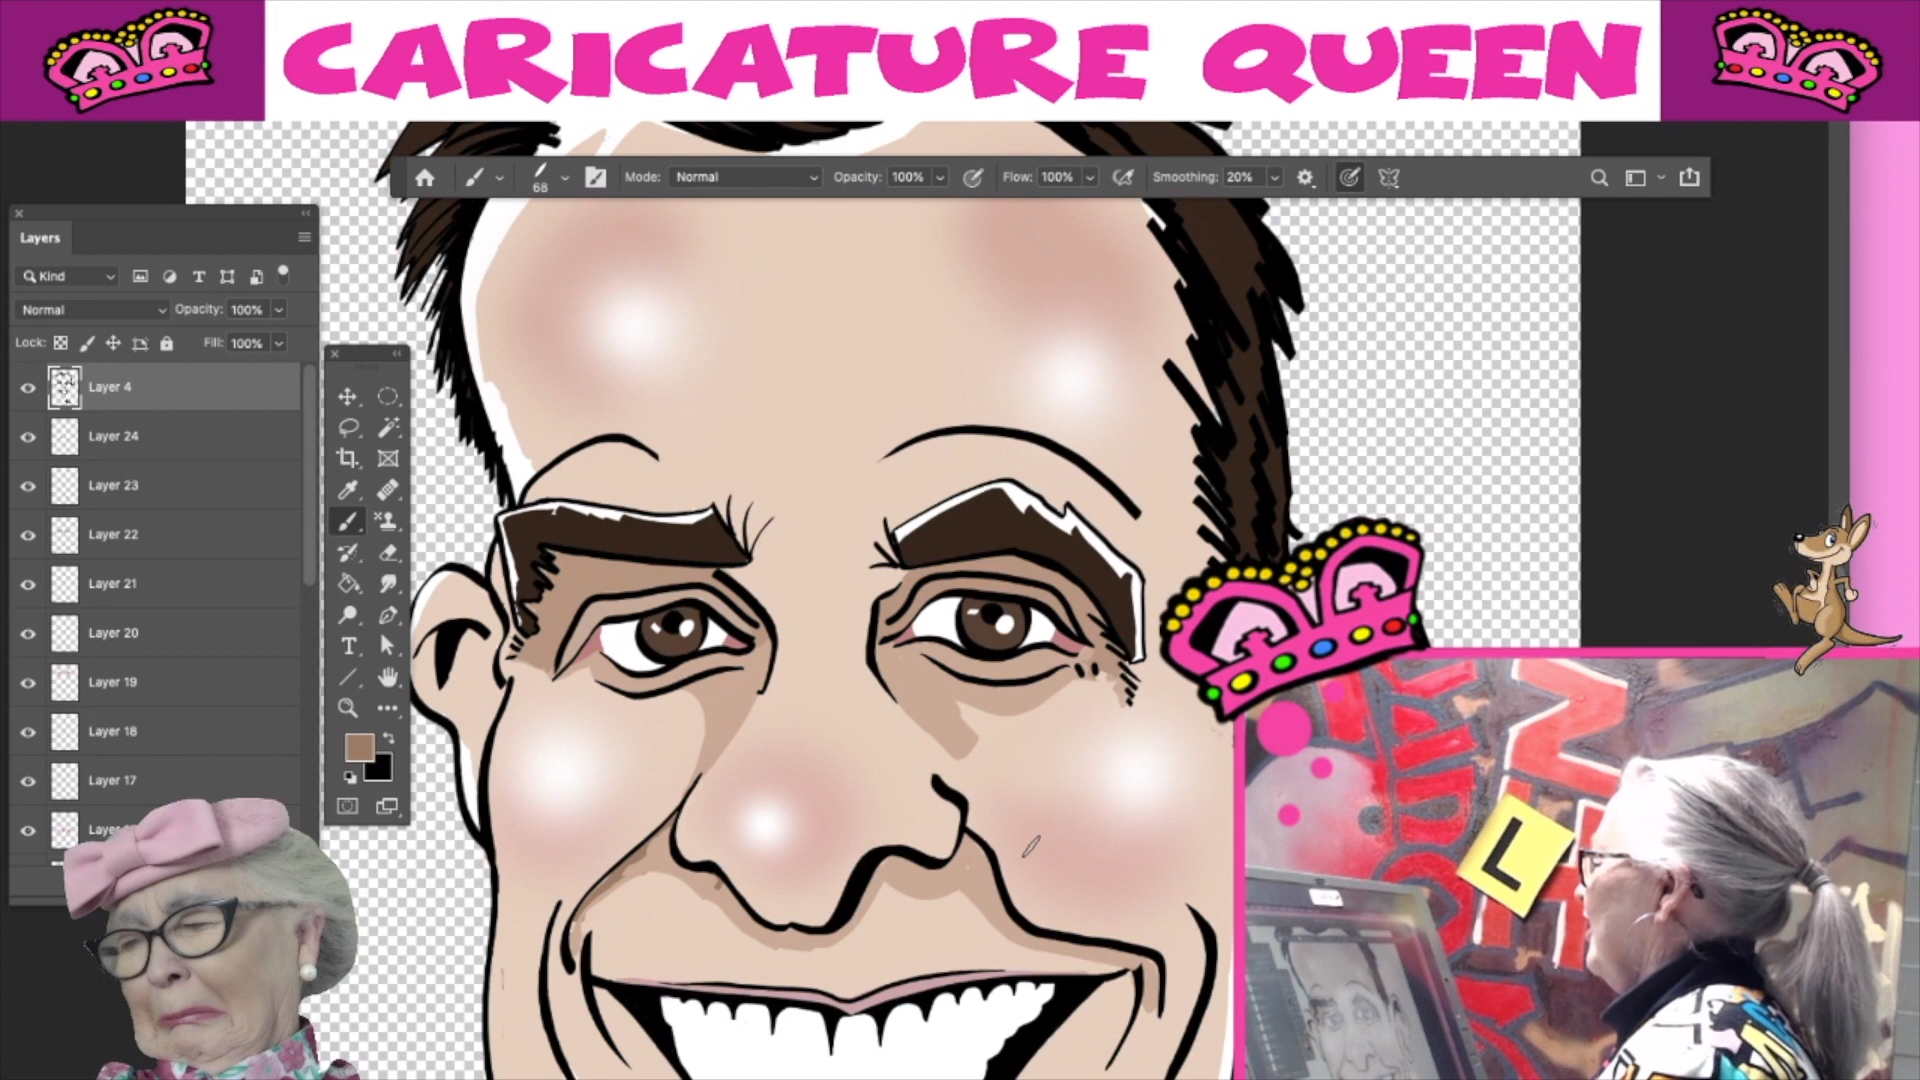 CARICATURE QUEEN
68
Mode: Normal
Opacity: 100%
Flow: 100%
Smoothing: 20%
Layers
Kind
Normal
Opacity: 100%
Lock:
Fill: 100%
Layer 4
Layer 24
Layer 23
Layer 22
Layer 21
Layer 20
Layer 19
Layer 18
Layer 17
L